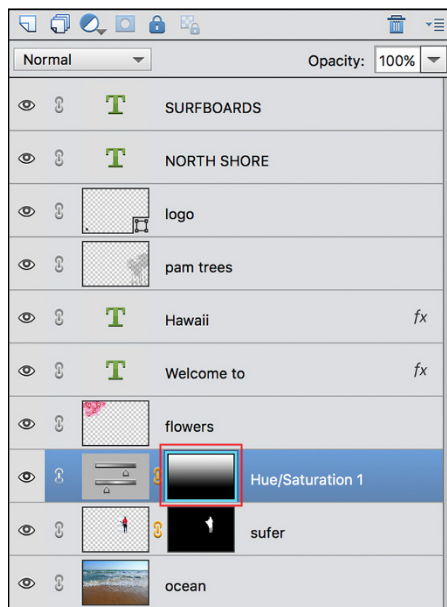 Normal Opacity: 100%
T SURFBOARDS
T NORTH SHORE
logo
pam trees
T Hawaii fx
T Welcome to fx
flowers
Hue/Saturation 1
sufer
ocean